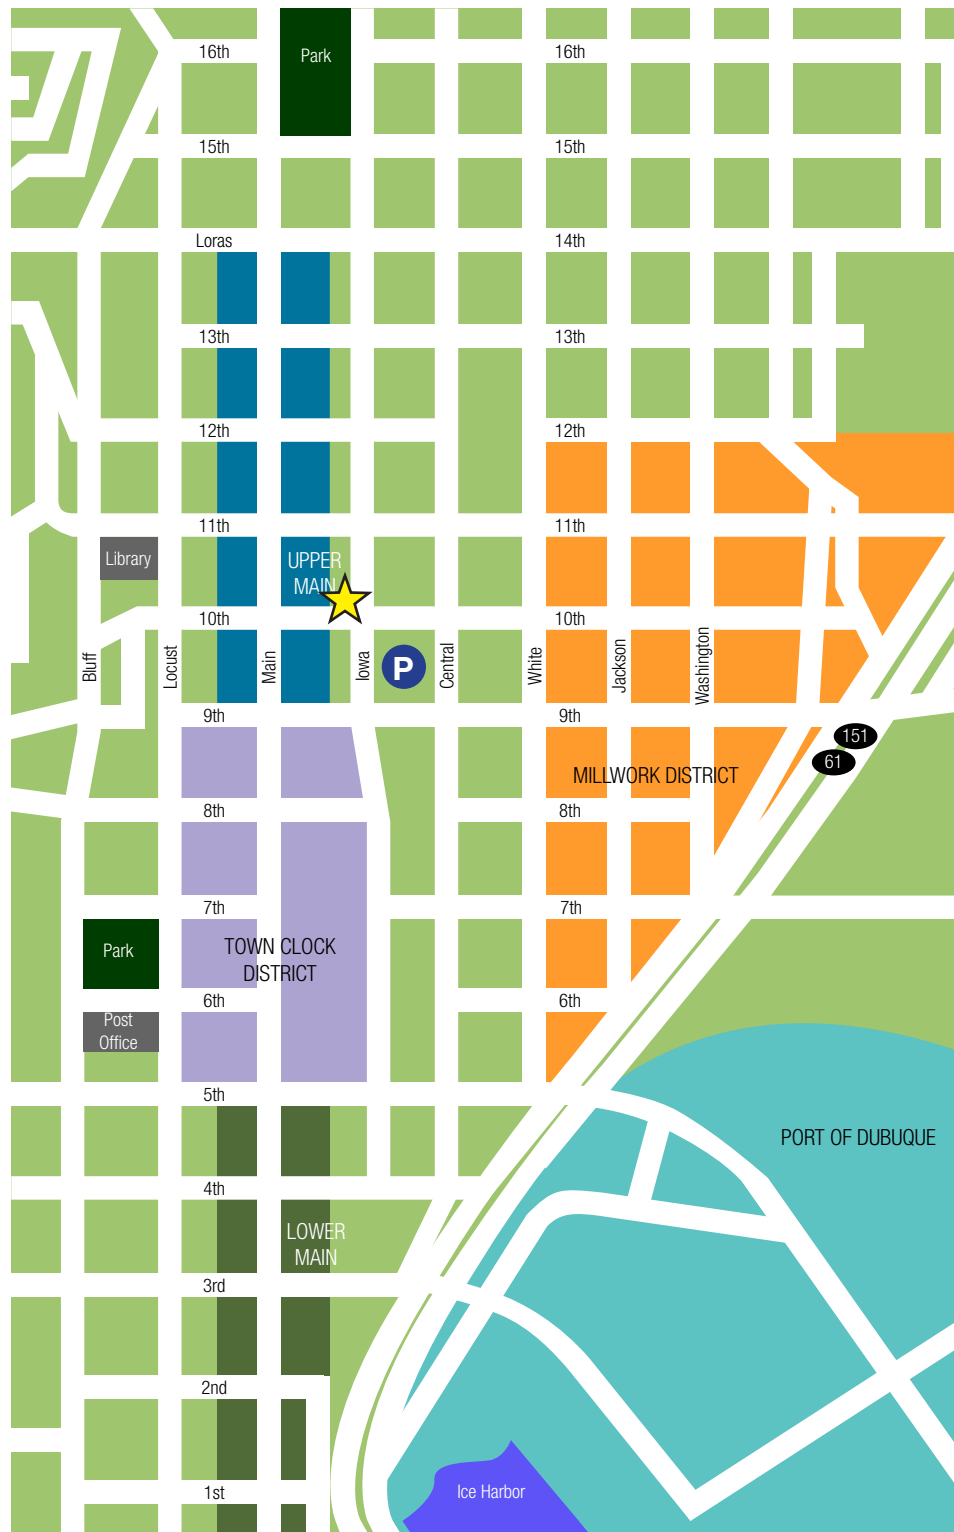 16th
Park
16th
15th
15th
Loras
14th
13th
13th
12th
12th
11th
11th
Library
UPPER
MAIN
10th
10th
Bluff
Locust
Main
Iowa
P
Central
White
Jackson
Washington
9th
9th
151
61
MILLWORK DISTRICT
8th
8th
7th
7th
Park
TOWN CLOCK
DISTRICT
6th
6th
Post
Office
5th
PORT OF DUBUQUE
4th
LOWER
MAIN
3rd
2nd
1st
Ice Harbor